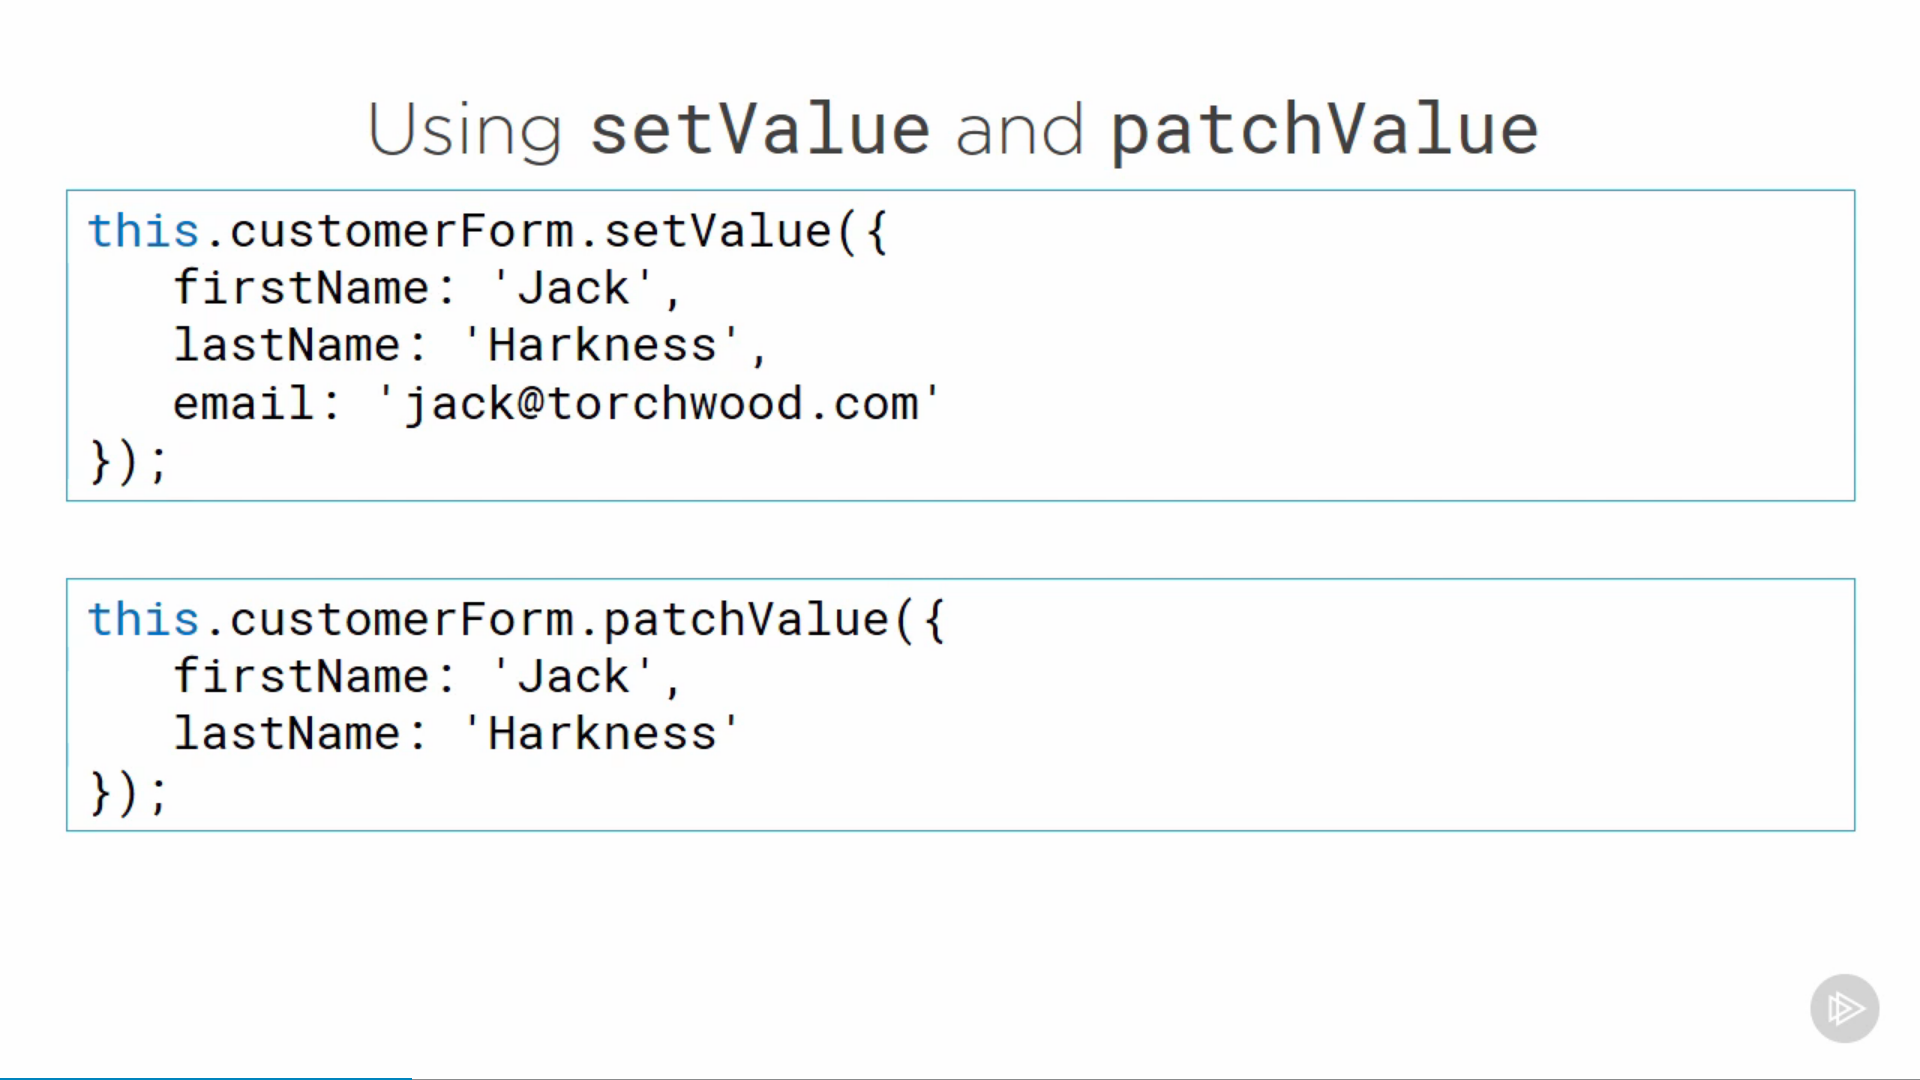 Using setValue and patchValue
this.customerForm.setValue({
firstName: 'Jack',
lastName: 'Harkness',
email: 'jack@torchwood.com'
});
this.customerForm.patchValue({
firstName: 'Jack',
lastName: 'Harkness'
});